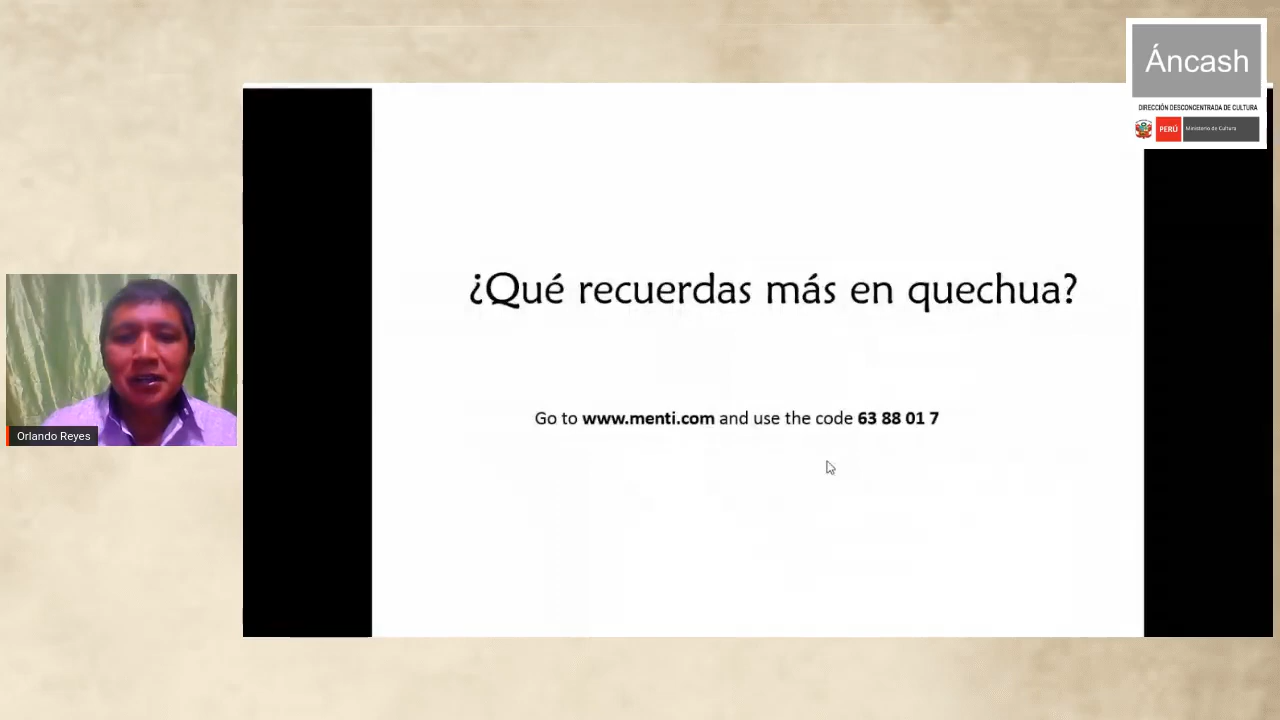 Áncash
DIRECCIÓN DESCONCENTRADA DE CULTURA
PERÚ
Ministerio de Cultura
¿Qué recuerdas más en quechua?
Go to www.menti.com and use the code 63 88 01 7
Orlando Reyes